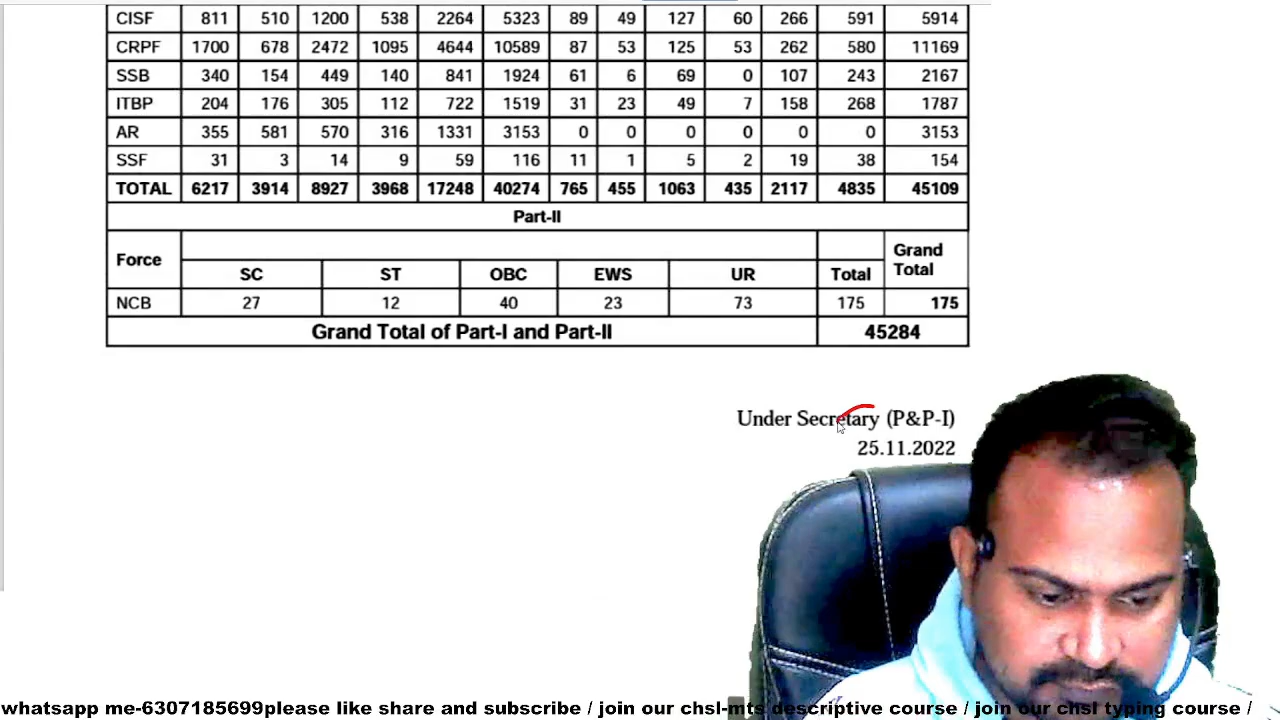 CISF 811 510 1200 538 2264 5323 89 49 127 60 266 591 5914
CRPF 1700 678 2472 1095 4644 10589 87 53 125 53 262 580 11169
SSB 340 154 449 140 841 1924 61 6 69 0 107 243 2167
ITBP 204 176 305 112 722 1519 31 23 49 7 158 268 1787
AR 355 581 570 316 1331 3153 0 0 0 0 0 0 3153
SSF 31 3 14 9 59 116 11 1 5 2 19 38 154
TOTAL 6217 3914 8927 3968 17248 40274 765 455 1063 435 2117 4835 45109
Part-II
Force SC ST OBC EWS UR Total Grand Total
NCB 27 12 40 23 73 175 175
Grand Total of Part-I and Part-II 45284
Under Secretary (P&P-I)
25.11.2022
whatsapp me-6307185699please like share and subscribe / join our chsl-mts descriptive course / join our chsl typing course /